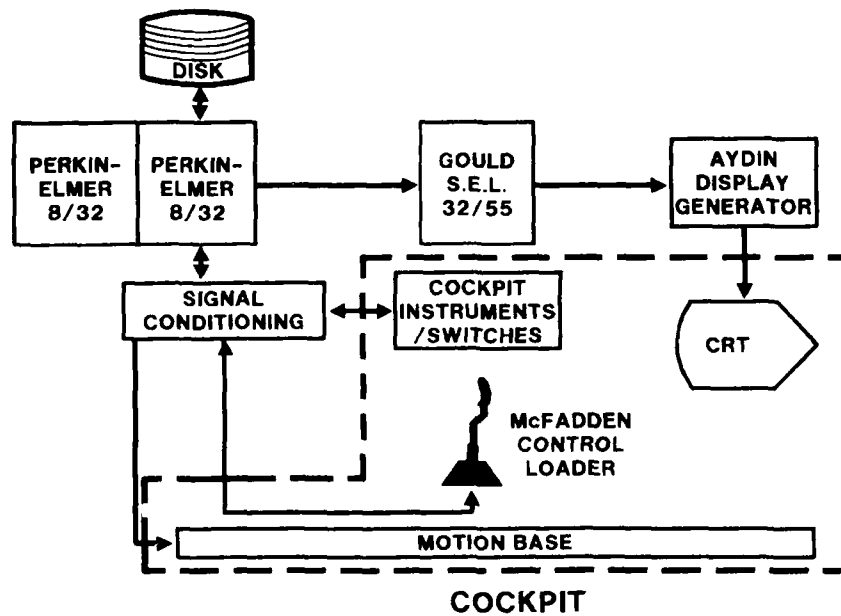 DISK
PERKIN-
ELMER
8/32
PERKIN-
ELMER
8/32
GOULD
S.E.L.
32/55
AYDIN
DISPLAY
GENERATOR
SIGNAL
CONDITIONING
COCKPIT
INSTRUMENTS
/SWITCHES
CRT
McFADDEN
CONTROL
LOADER
MOTION BASE
COCKPIT